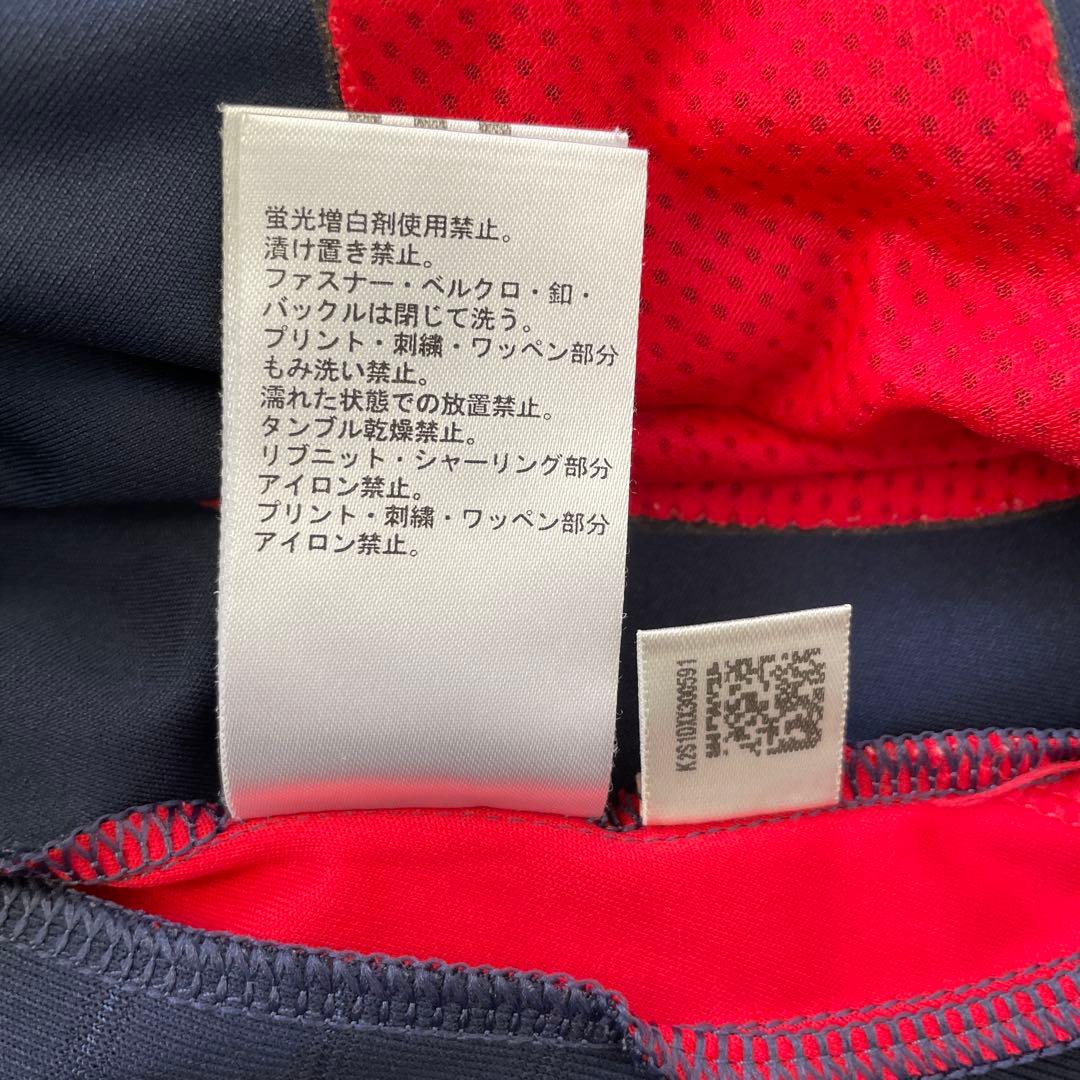 蛍光増白剤使用禁止。
漬け置き禁止。
ファスナー・ベルクロ・釦・
バックルは閉じて洗う。
プリント・刺繍・ワッペン部分
もみ洗い禁止。
濡れた状態での放置禁止。
タンブル乾燥禁止。
リブニット・シャーリング部分
アイロン禁止。
プリント・刺繍・ワッペン部分
アイロン禁止。
K2S1DXX300591